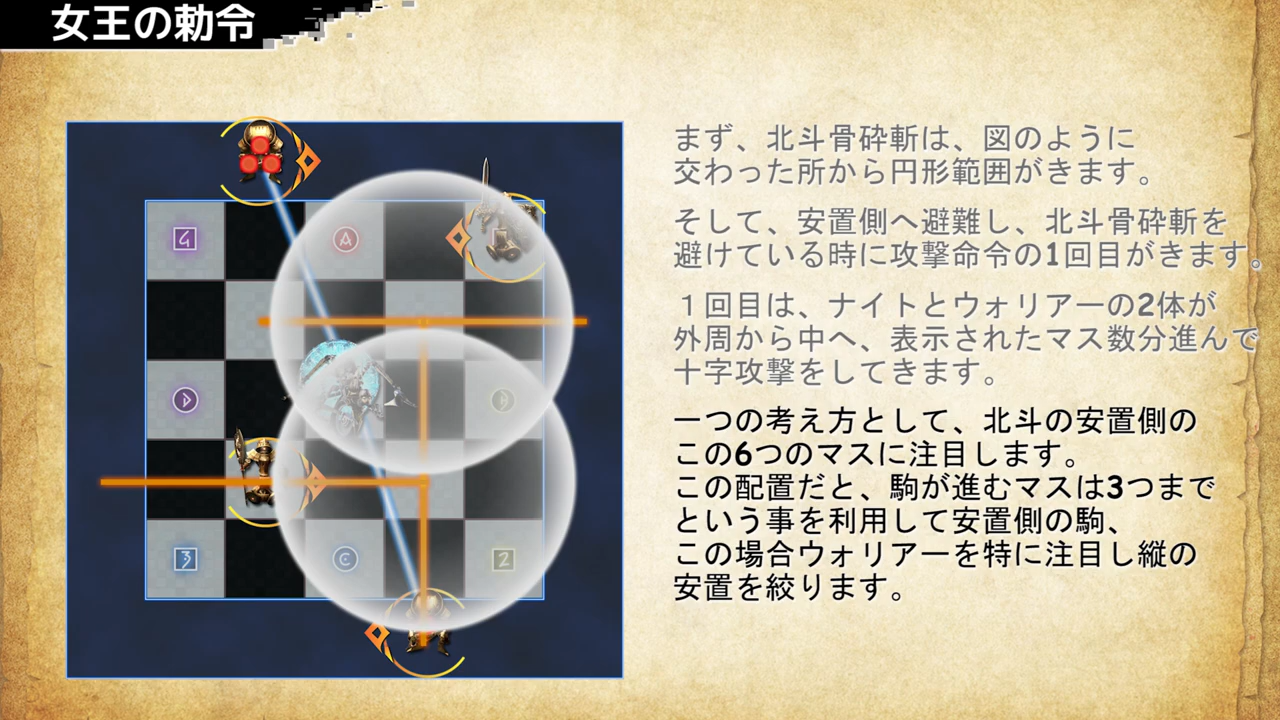 女王の勅令
まず、北斗骨砕斬は、図のように
交わった所から円形範囲がきます。
そして、安置側へ避難し、北斗骨砕斬を
避けている時に攻撃命令の1回目がきます。
１回目は、ナイトとウォリアーの2体が
外周から中へ、表示されたマス数分進んで
十字攻撃をしてきます。
一つの考え方として、北斗の安置側の
この6つのマスに注目します。
この配置だと、駒が進むマスは3つまで
という事を利用して安置側の駒、
この場合ウォリアーを特に注目し縦の
安置を絞ります。
4
A
D
B
3
C
2